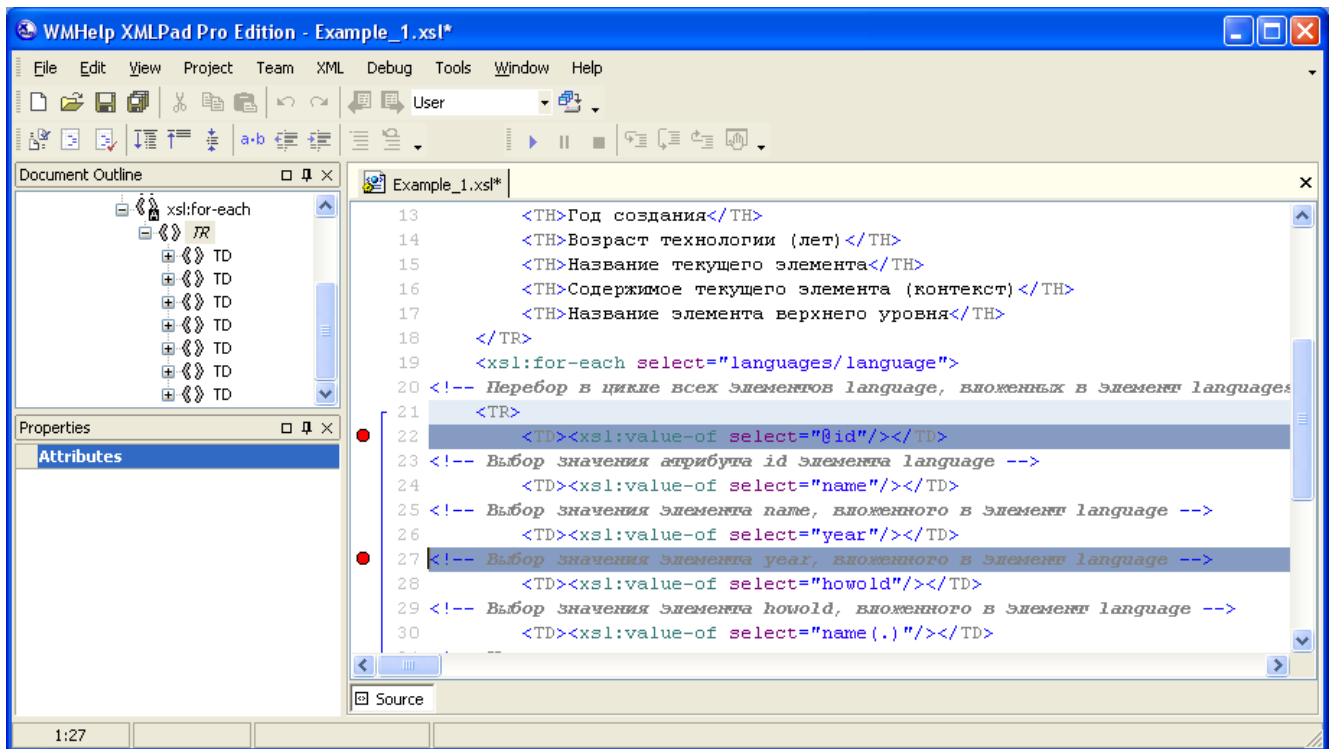 WMHelp XMLPad Pro Edition - Example_1.xsl*
File Edit View Project Team XML Debug Tools Window Help
User
a•b
Document Outline
Example_1.xsl*
xsl:for-each
TR
TD
TD
TD
TD
TD
TD
TD
Properties
Attributes
13 <TH>Год создания</TH>
14 <TH>Возраст технологии (лет)</TH>
15 <TH>Название текущего элемента</TH>
16 <TH>Содержимое текущего элемента (контекст)</TH>
17 <TH>Название элемента верхнего уровня</TH>
18 </TR>
19 <xsl:for-each select="languages/language">
20 <!-- Перебор в цикле всех элементов language, вложенных в элемент languages
21 <TR>
22 <TD><xsl:value-of select="@id"/></TD>
23 <!-- Выбор значения атрибута id элемента language -->
24 <TD><xsl:value-of select="name"/></TD>
25 <!-- Выбор значения элемента name, вложенного в элемент language -->
26 <TD><xsl:value-of select="year"/></TD>
27 <!-- Выбор значения элемента year, вложенного в элемент language -->
28 <TD><xsl:value-of select="howold"/></TD>
29 <!-- Выбор значения элемента howold, вложенного в элемент language -->
30 <TD><xsl:value-of select="name(.)"/></TD>
Source
1:27